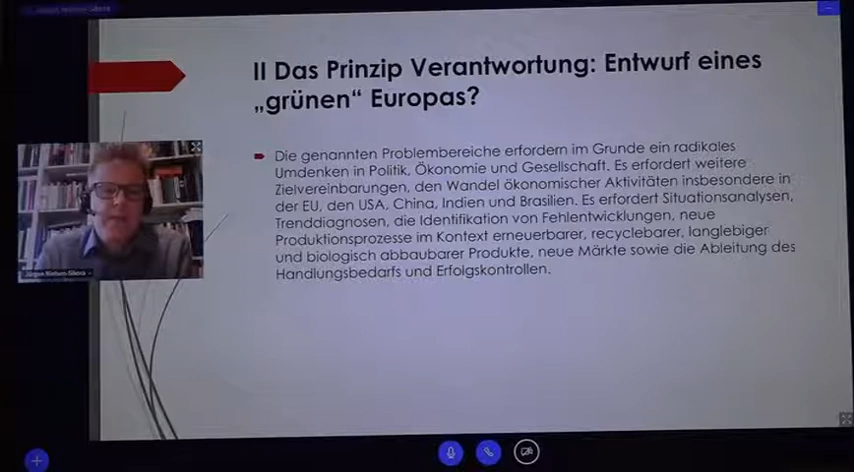 II Das Prinzip Verantwortung: Entwurf eines
„grünen“ Europas?
Die genannten Problembereiche erfordern im Grunde ein radikales
Umdenken in Politik, Ökonomie und Gesellschaft. Es erfordert weitere
Zielvereinbarungen, den Wandel ökonomischer Aktivitäten insbesondere in
der EU, den USA, China, Indien und Brasilien. Es erfordert Situationsanalysen,
Trenddiagnosen, die Identifikation von Fehlentwicklungen, neue
Produktionsprozesse im Kontext erneuerbarer, recyclebarer, langlebiger
und biologisch abbaubarer Produkte, neue Märkte sowie die Ableitung des
Handlungsbedarfs und Erfolgskontrollen.